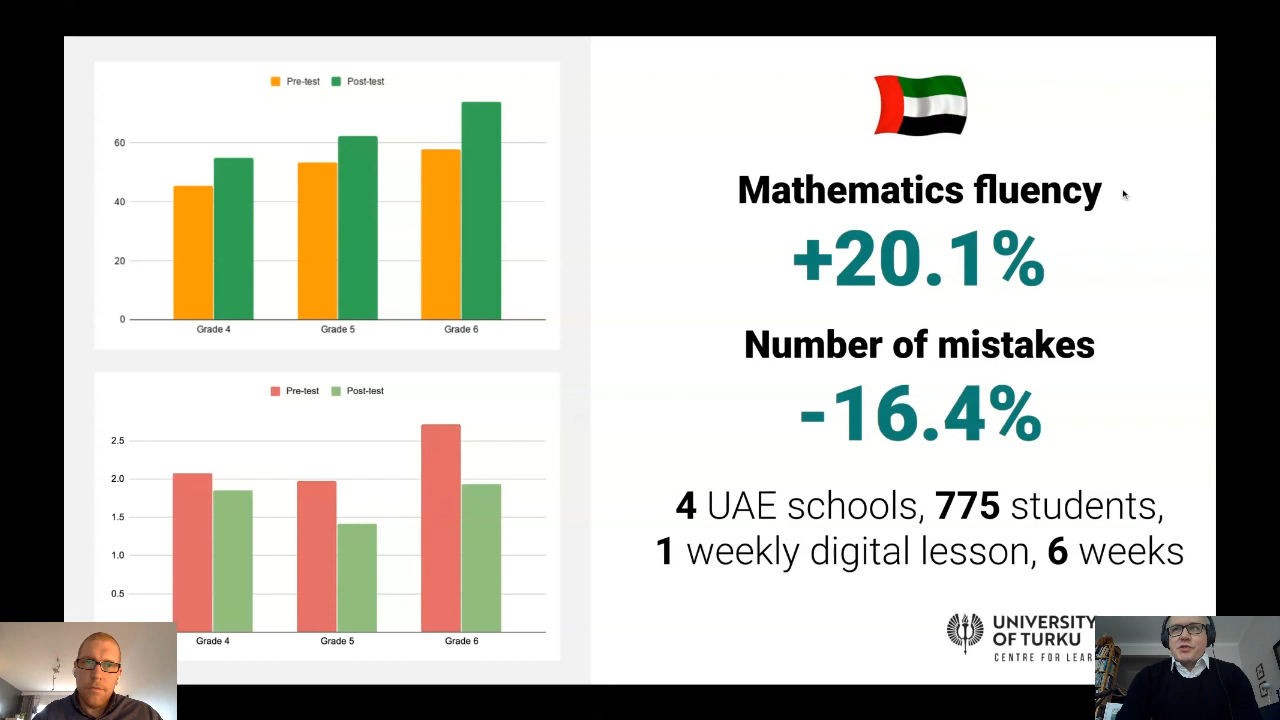 Pre-test Post-test
60
40
20
0
Grade 4 Grade 5 Grade 6
Pre-test Post-test
2.5
2.0
1.5
1.0
0.5
Grade 4 Grade 5 Grade 6
Mathematics fluency
+20.1%
Number of mistakes
-16.4%
4 UAE schools, 775 students,
1 weekly digital lesson, 6 weeks
UNIVERSITY
OF TURKU
CENTRE FOR LEAR